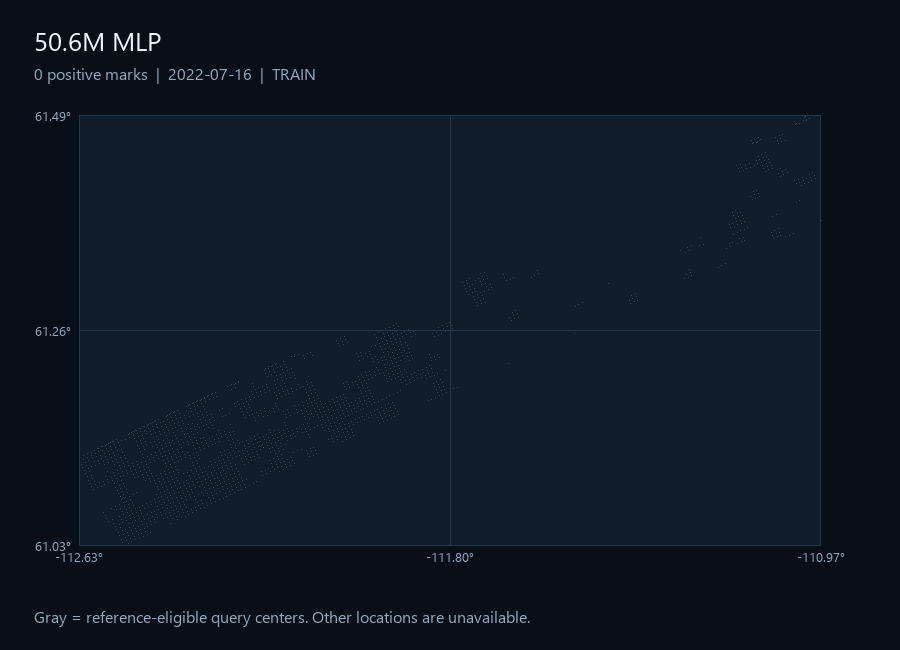 50.6M MLP
0 positive marks | 2022-07-16 | TRAIN
61.49°
61.26°
61.03°
-112.63°
-111.80°
-110.97°
Gray = reference-eligible query centers. Other locations are unavailable.